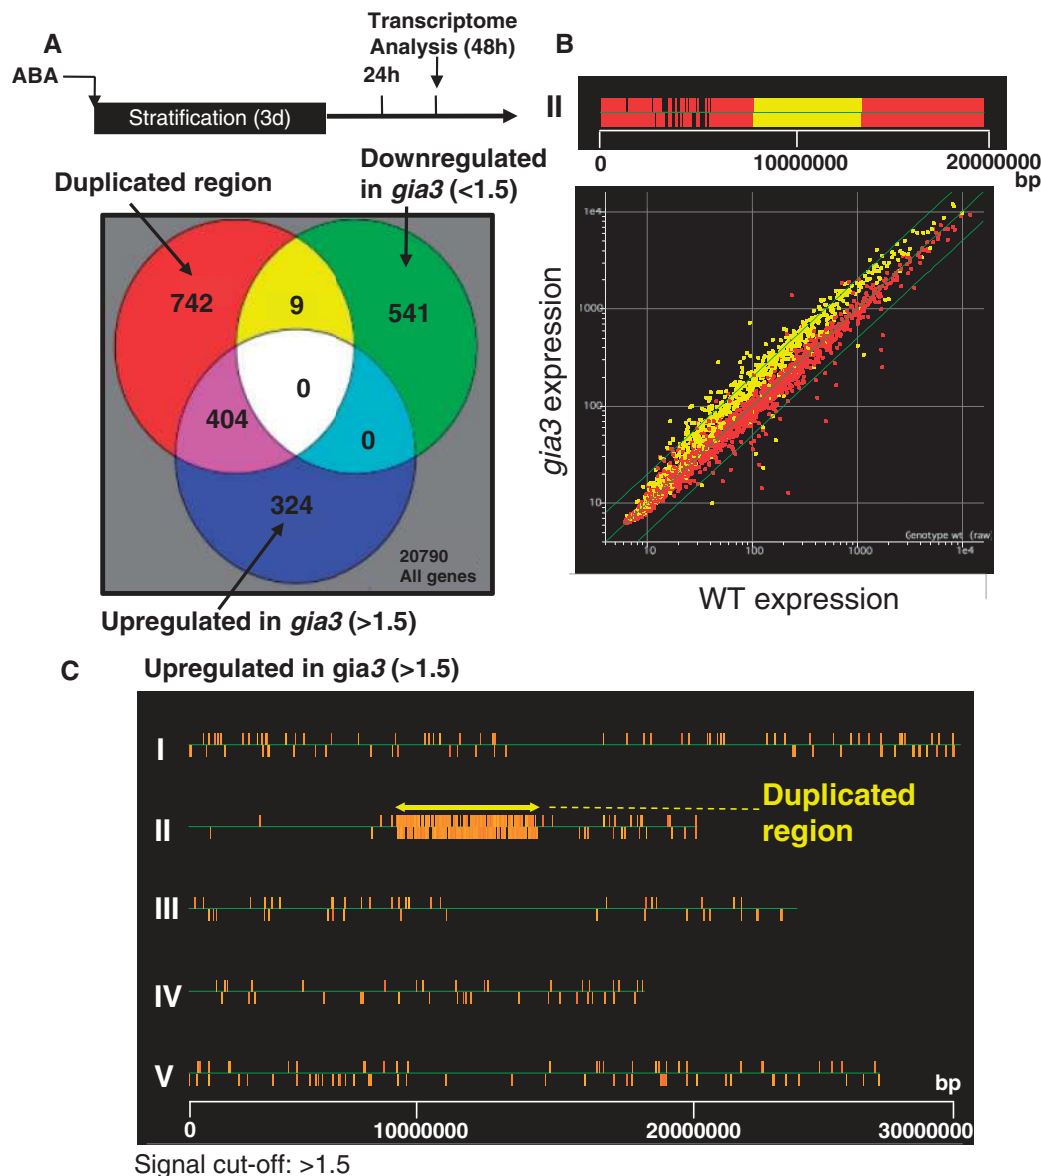 A
Transcriptome
Analysis (48h)
ABA
24h
Stratification (3d)
Duplicated region
Downregulated
in gia3 (<1.5)
742
9
541
0
404
0
324
20790
All genes
Upregulated in gia3 (>1.5)
B
II
0
10000000
20000000
bp
gia3 expression
1e4
1000
100
10
10
100
1000
1e4
Genotype wt (raw)
WT expression
C
Upregulated in gia3 (>1.5)
I
II
Duplicated
region
III
IV
V
bp
0
10000000
20000000
30000000
Signal cut-off: >1.5